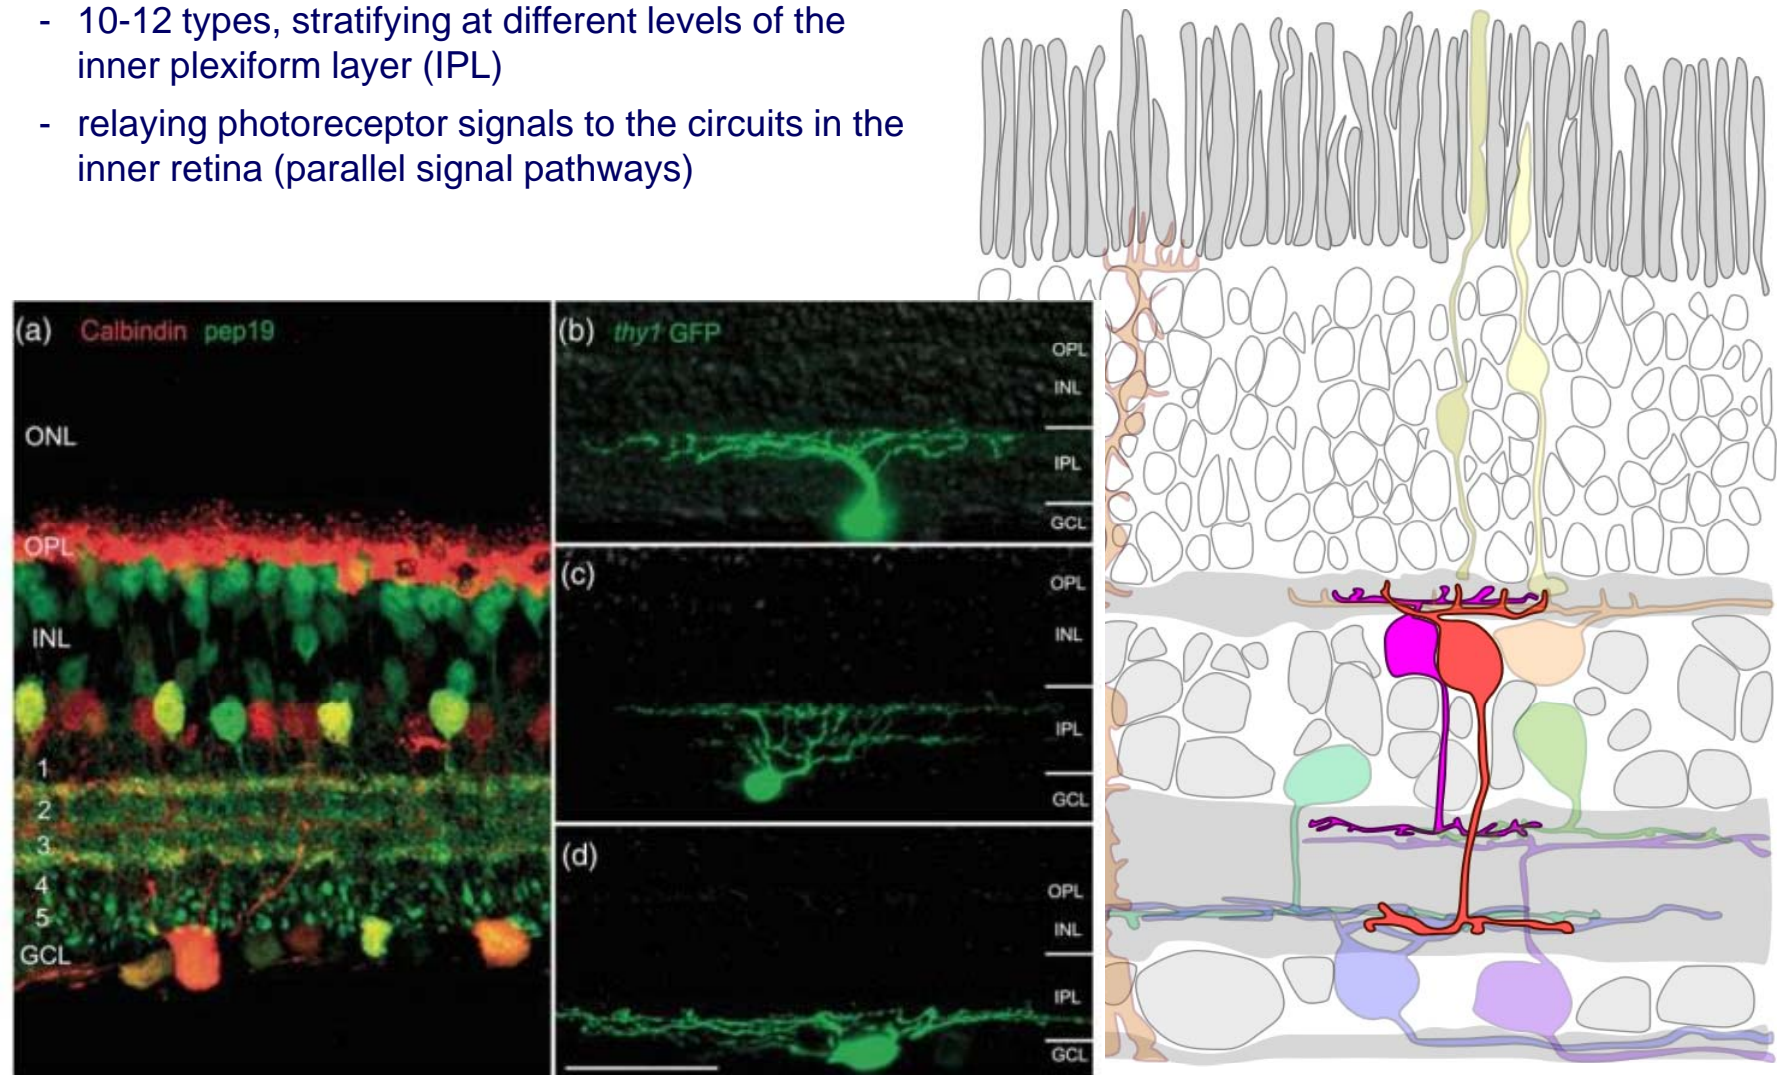 - 10-12 types, stratifying at different levels of the
inner plexiform layer (IPL)
- relaying photoreceptor signals to the circuits in the
inner retina (parallel signal pathways)
(a) Calbindin pep19
ONL
OPL
INL
1
2
3
4
5
GCL
(b) thy1 GFP
OPL
INL
IPL
GCL
(c)
OPL
INL
IPL
GCL
(d)
OPL
INL
IPL
GCL